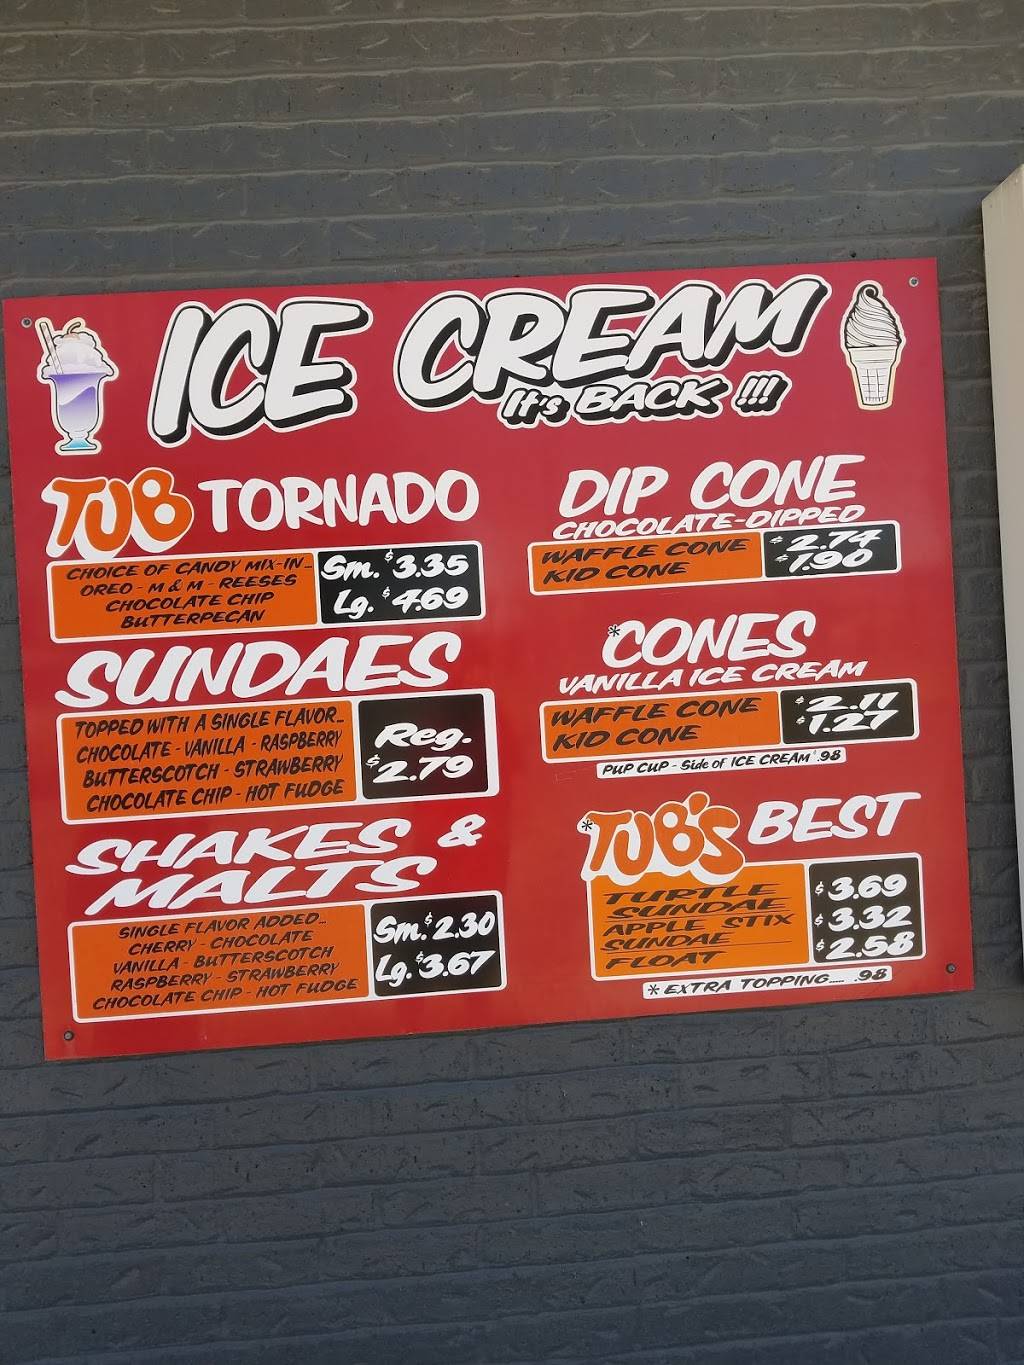 ICE CREAM
It's BACK !!!
TUB TORNADO
CHOICE OF CANDY MIX-IN...
OREO - M & M - REESES
CHOCOLATE CHIP
BUTTERPECAN
Sm. $3.35
Lg. $4.69
SUNDAES
TOPPED WITH A SINGLE FLAVOR...
CHOCOLATE - VANILLA - RASPBERRY
BUTTERSCOTCH - STRAWBERRY
CHOCOLATE CHIP - HOT FUDGE
Reg.
$2.79
SHAKES &
MALTS
SINGLE FLAVOR ADDED...
CHERRY - CHOCOLATE
VANILLA - BUTTERSCOTCH
RASPBERRY - STRAWBERRY
CHOCOLATE CHIP - HOT FUDGE
Sm. $2.30
Lg. $3.67
DIP CONE
CHOCOLATE-DIPPED
WAFFLE CONE $2.74
KID CONE $1.90
*CONES
VANILLA ICE CREAM
WAFFLE CONE $2.11
KID CONE $1.27
PUP CUP - Side of ICE CREAM $.98
*TUB'S BEST
TURTLE
SUNDAE $3.69
APPLE STIX
SUNDAE $3.32
FLOAT $2.58
* EXTRA TOPPING..... .98